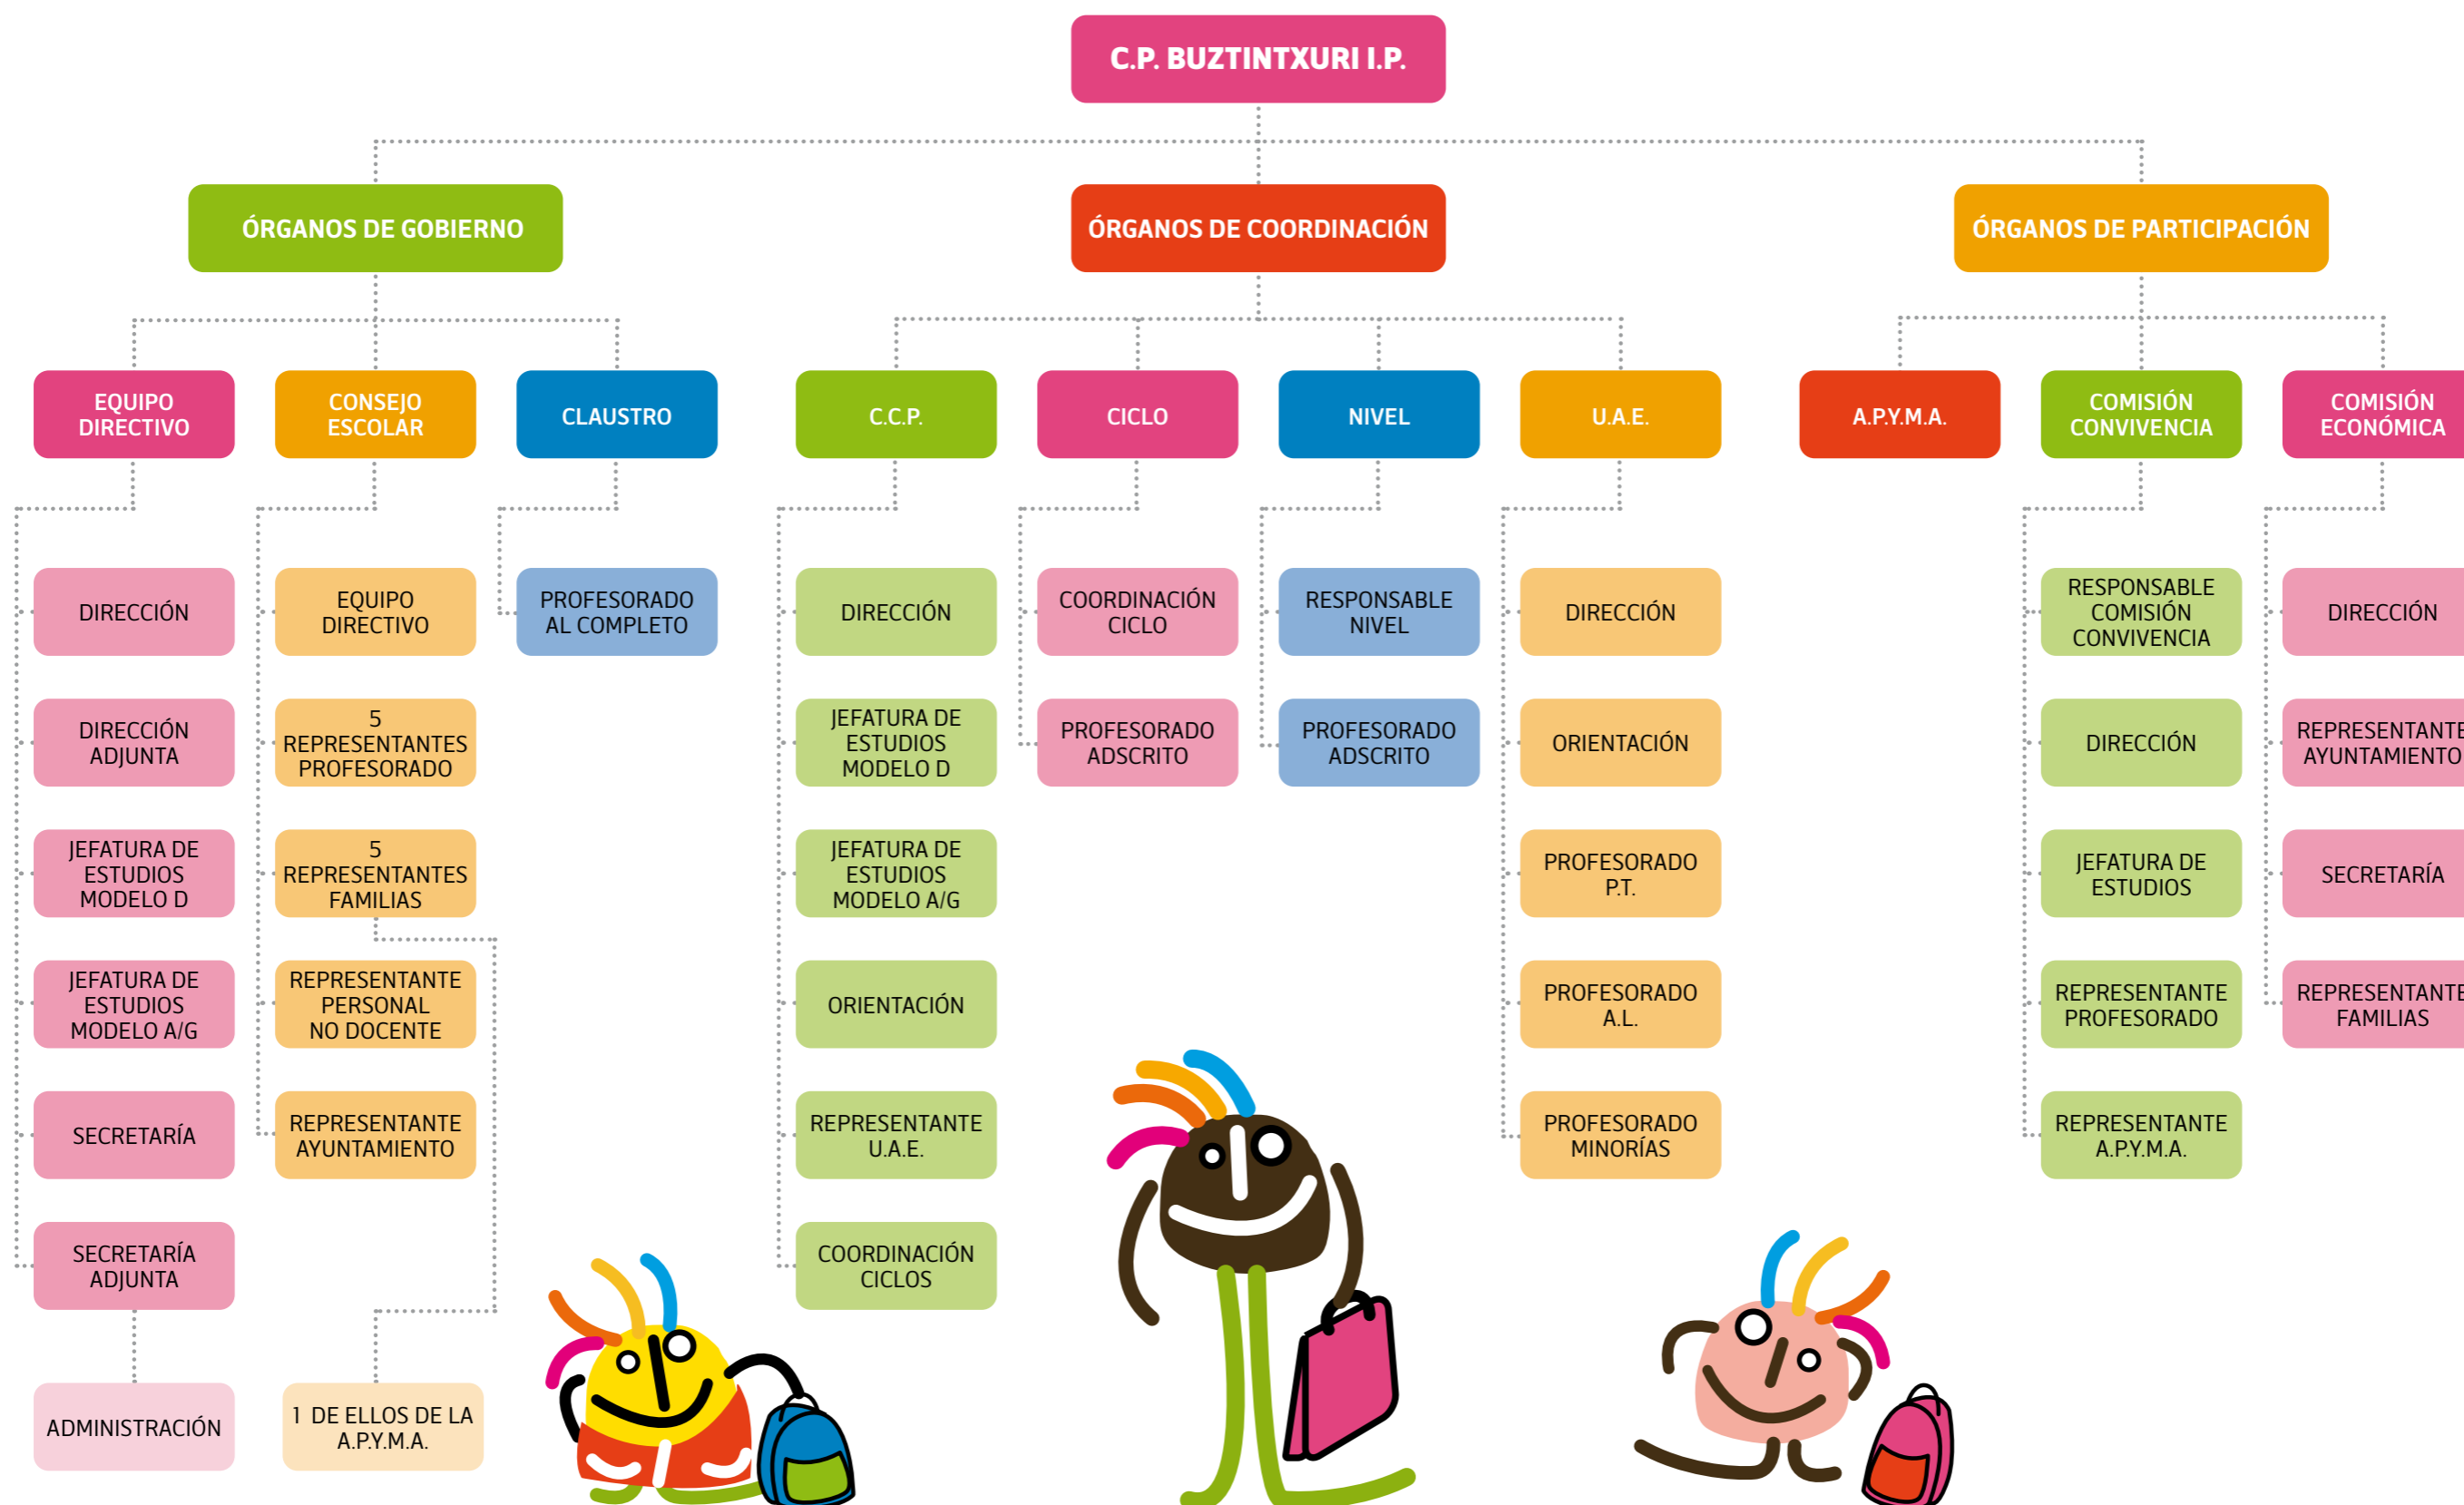 C.P. BUZTINTXURI I.P.
ÓRGANOS DE GOBIERNO
ÓRGANOS DE COORDINACIÓN
ÓRGANOS DE PARTICIPACIÓN
EQUIPO
DIRECTIVO
CONSEJO
ESCOLAR
CLAUSTRO
C.C.P.
CICLO
NIVEL
U.A.E.
A.P.Y.M.A.
COMISIÓN
CONVIVENCIA
COMISIÓN
ECONÓMICA
DIRECCIÓN
DIRECCIÓN
ADJUNTA
JEFATURA DE
ESTUDIOS
MODELO D
JEFATURA DE
ESTUDIOS
MODELO A/G
SECRETARÍA
SECRETARÍA
ADJUNTA
ADMINISTRACIÓN
EQUIPO
DIRECTIVO
5
REPRESENTANTES
PROFESORADO
5
REPRESENTANTES
FAMILIAS
REPRESENTANTE
PERSONAL
NO DOCENTE
REPRESENTANTE
AYUNTAMIENTO
1 DE ELLOS DE LA
A.P.Y.M.A.
PROFESORADO
AL COMPLETO
DIRECCIÓN
JEFATURA DE
ESTUDIOS
MODELO D
JEFATURA DE
ESTUDIOS
MODELO A/G
ORIENTACIÓN
REPRESENTANTE
U.A.E.
COORDINACIÓN
CICLOS
COORDINACIÓN
CICLO
PROFESORADO
ADSCRITO
RESPONSABLE
NIVEL
PROFESORADO
ADSCRITO
DIRECCIÓN
ORIENTACIÓN
PROFESORADO
P.T.
PROFESORADO
A.L.
PROFESORADO
MINORÍAS
RESPONSABLE
COMISIÓN
CONVIVENCIA
DIRECCIÓN
JEFATURA DE
ESTUDIOS
REPRESENTANTE
PROFESORADO
REPRESENTANTE
A.P.Y.M.A.
DIRECCIÓN
REPRESENTANTE
AYUNTAMIENTO
SECRETARÍA
REPRESENTANTE
FAMILIAS